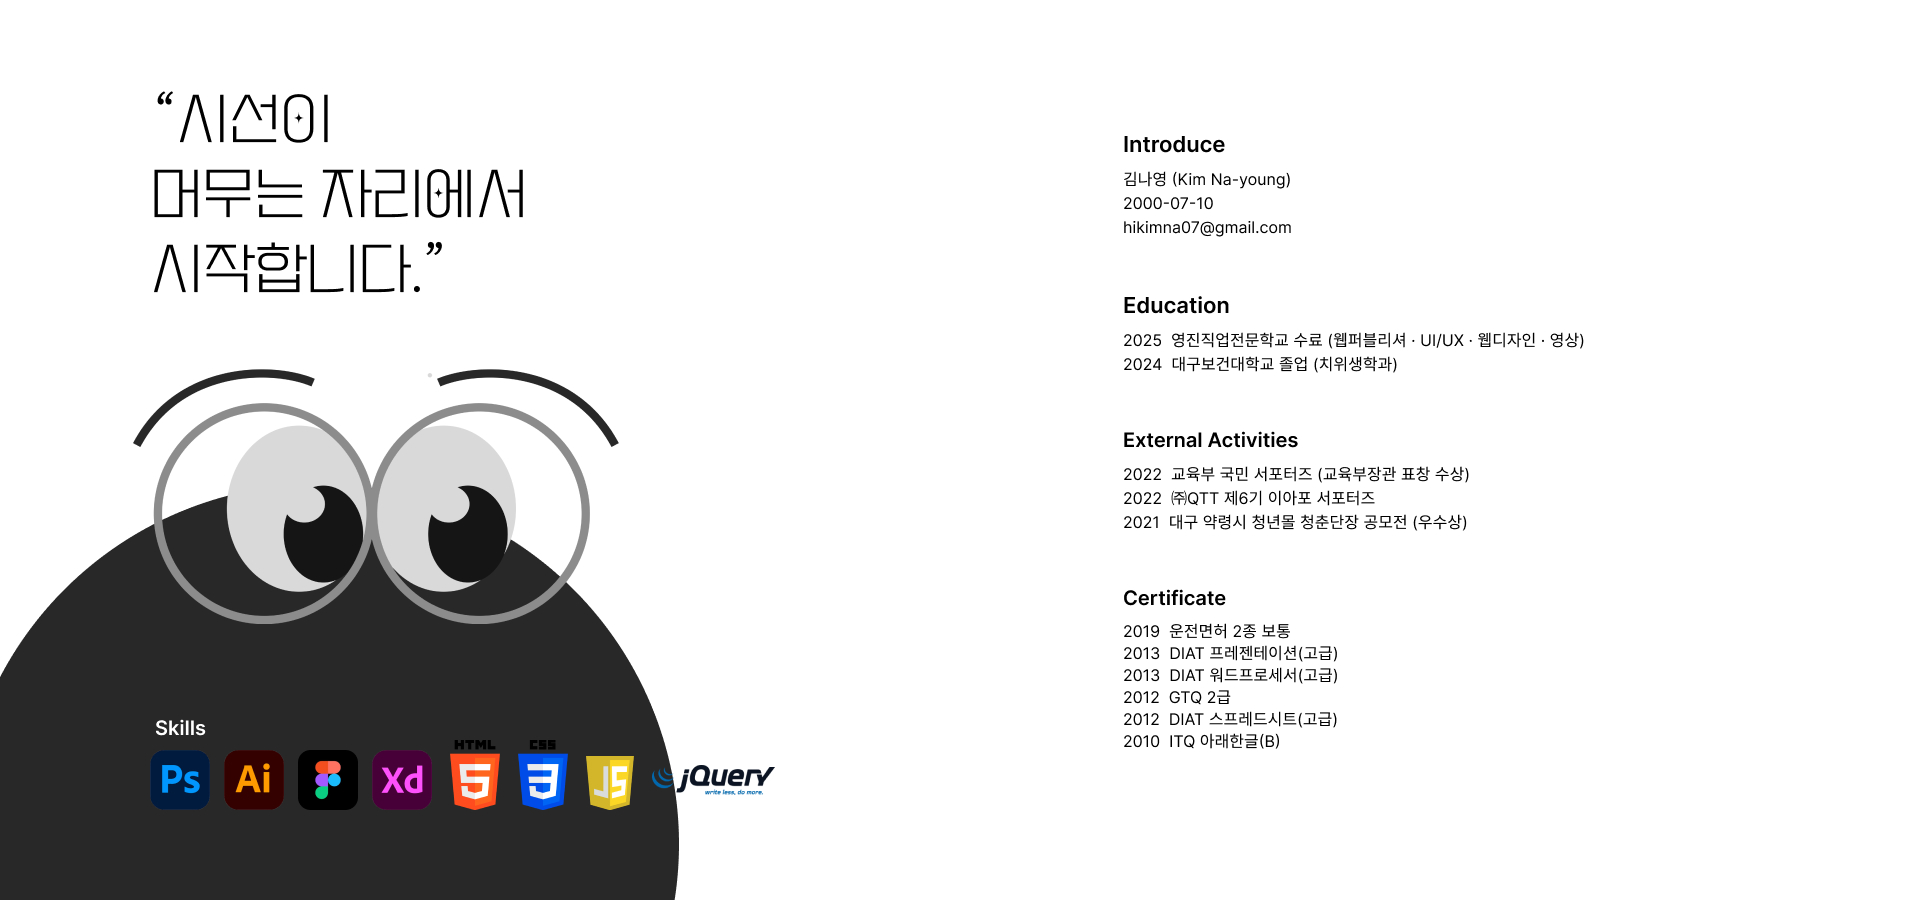 “시선이
머무는 자리에서
시작합니다.”
Skills
Ps Ai Xd HTML 5 CSS 3 JS jQuery
write less, do more.
Introduce
김나영 (Kim Na-young)
2000-07-10
hikimna07@gmail.com
Education
2025 영진직업전문학교 수료 (웹퍼블리셔 · UI/UX · 웹디자인 · 영상)
2024 대구보건대학교 졸업 (치위생학과)
External Activities
2022 교육부 국민 서포터즈 (교육부장관 표창 수상)
2022 ㈜QTT 제6기 이아포 서포터즈
2021 대구 약령시 청년몰 청춘단장 공모전 (우수상)
Certificate
2019 운전면허 2종 보통
2013 DIAT 프레젠테이션(고급)
2013 DIAT 워드프로세서(고급)
2012 GTQ 2급
2012 DIAT 스프레드시트(고급)
2010 ITQ 아래한글(B)